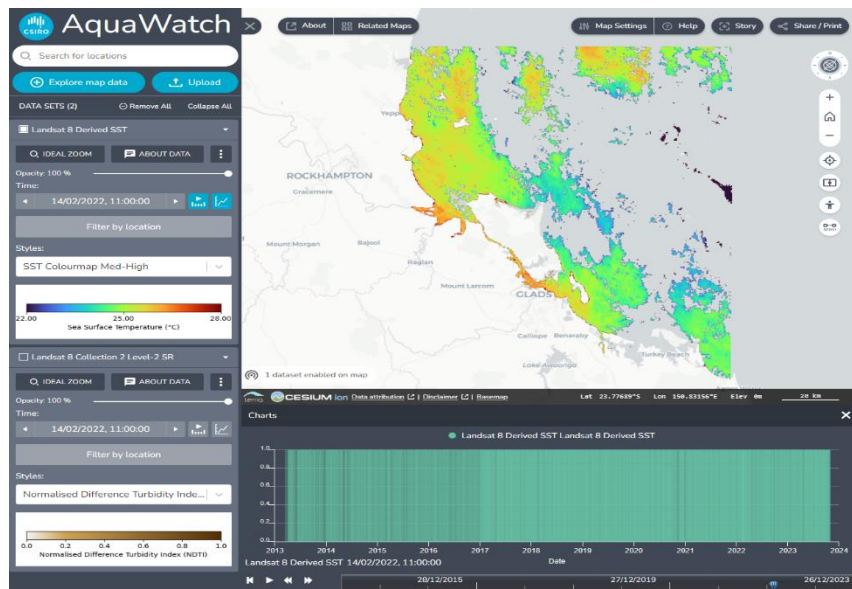 CSIRO
AquaWatch
Search for locations
Explore map data
Upload
DATA SETS (2)
Remove All
Collapse All
Landsat 8 Derived SST
IDEAL ZOOM
ABOUT DATA
Opacity: 100 %
Time:
14/02/2022, 11:00:00
Filter by location
Styles:
SST Colourmap Med-High
22.00 25.00 28.00
Sea Surface Temperature (°C)
Landsat 8 Collection 2 Level-2 SR
IDEAL ZOOM
ABOUT DATA
Opacity: 100 %
Time:
14/02/2022, 11:00:00
Filter by location
Styles:
Normalised Difference Turbidity Inde...
0.0 0.2 0.4 0.6 0.8 1.0
Normalised Difference Turbidity Index (NDTI)
About
Related Maps
Map Settings
Help
Story
Share / Print
Yepp
ROCKHAMPTON
Gracemere
Mount Morgan
Bajool
Raglan
Mount Larcom
GLADS
Calliope
Benaraby
Lake Awoonga
Turkey Beach
1 dataset enabled on map
terria
CESIUM ion Data attribution | Disclaimer | Basemap
Lat 23.77689°S Lon 150.83156°E Elev 0m 20 km
Charts
Landsat 8 Derived SST Landsat 8 Derived SST
1.0
0.8
0.6
0.4
0.2
0.0
2013 2014 2015 2016 2017 2018 2019 2020 2021 2022 2023 2024
Date
Landsat 8 Derived SST 14/02/2022, 11:00:00
28/12/2015 27/12/2019 26/12/2023